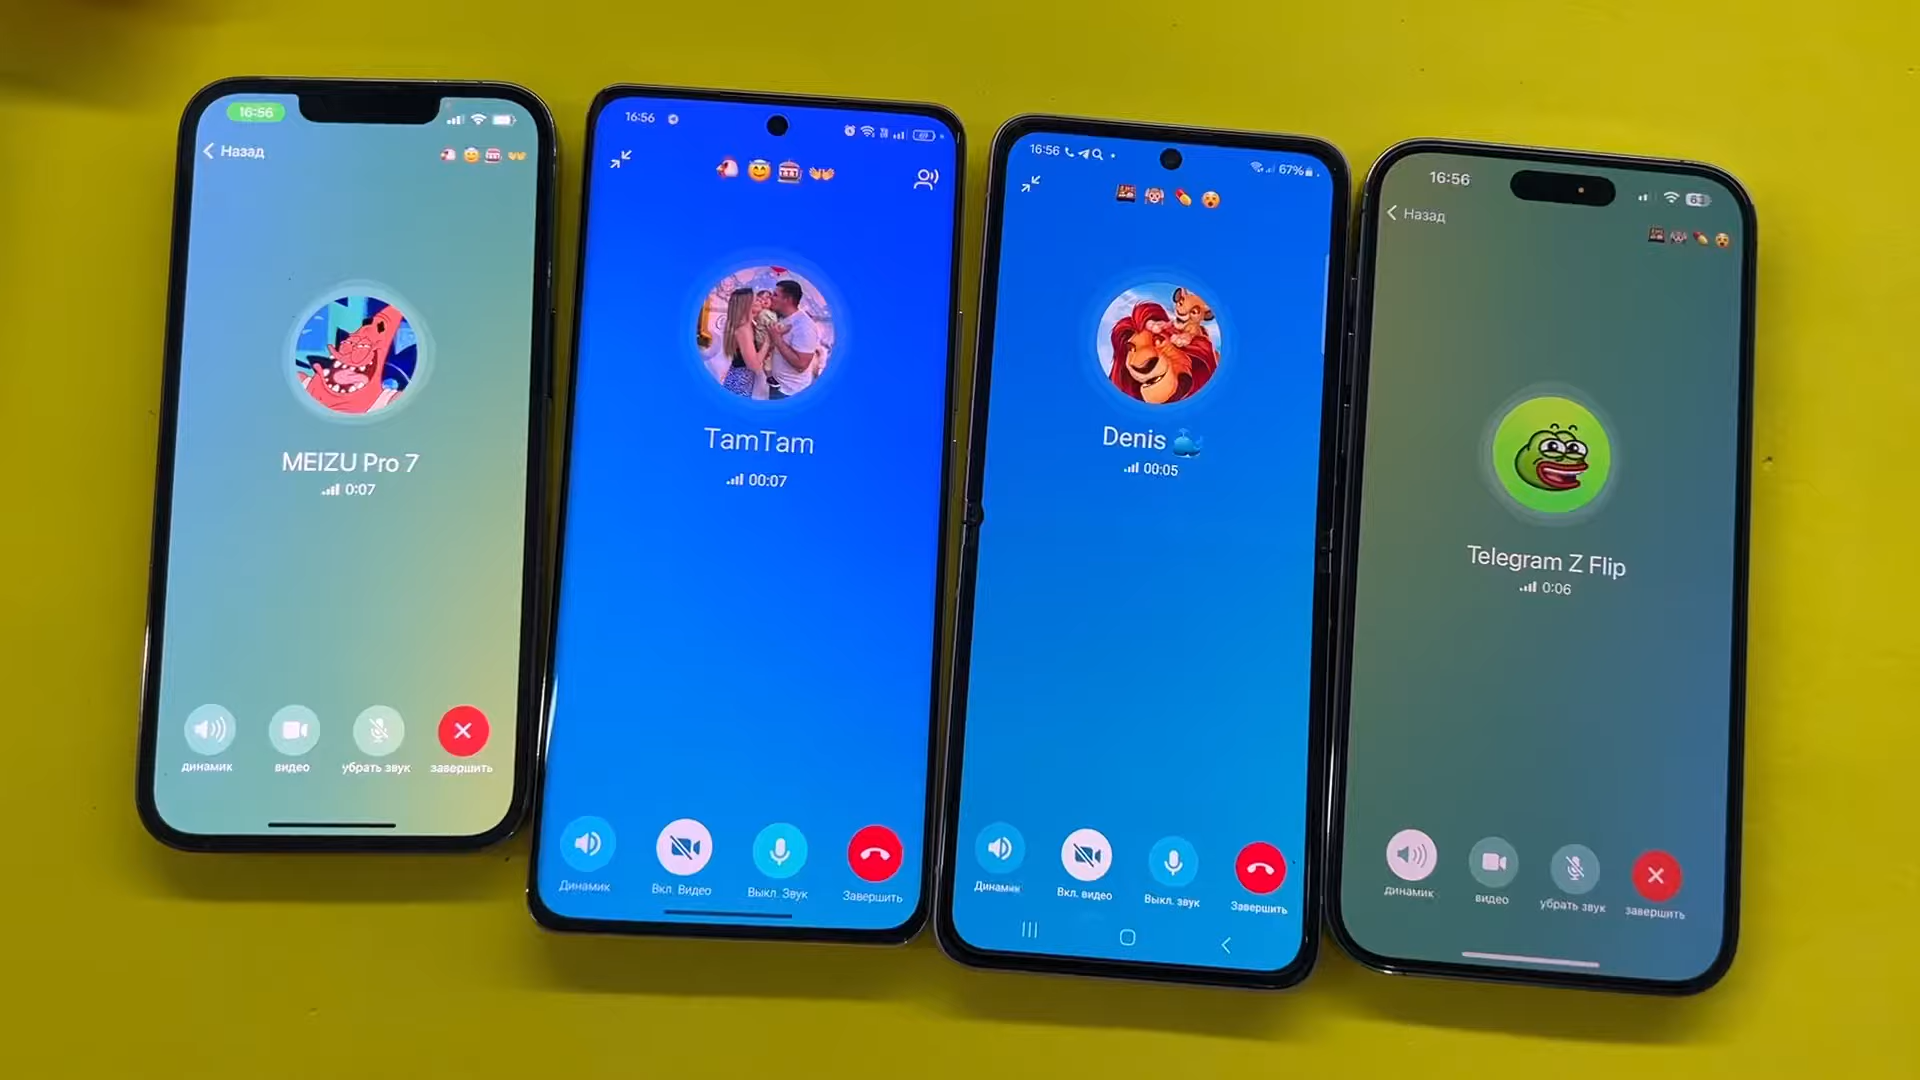 16:56
Назад
MEIZU Pro 7
0:07
динамик
видео
убрать звук
завершить
16:56
TamTam
00:07
Динамик
Вкл. Видео
Выкл. Звук
Завершить
16:56
67%
Denis
00:05
Динамик
Вкл. видео
Выкл. звук
Завершить
16:56
Назад
Telegram Z Flip
0:06
динамик
видео
убрать звук
завершить